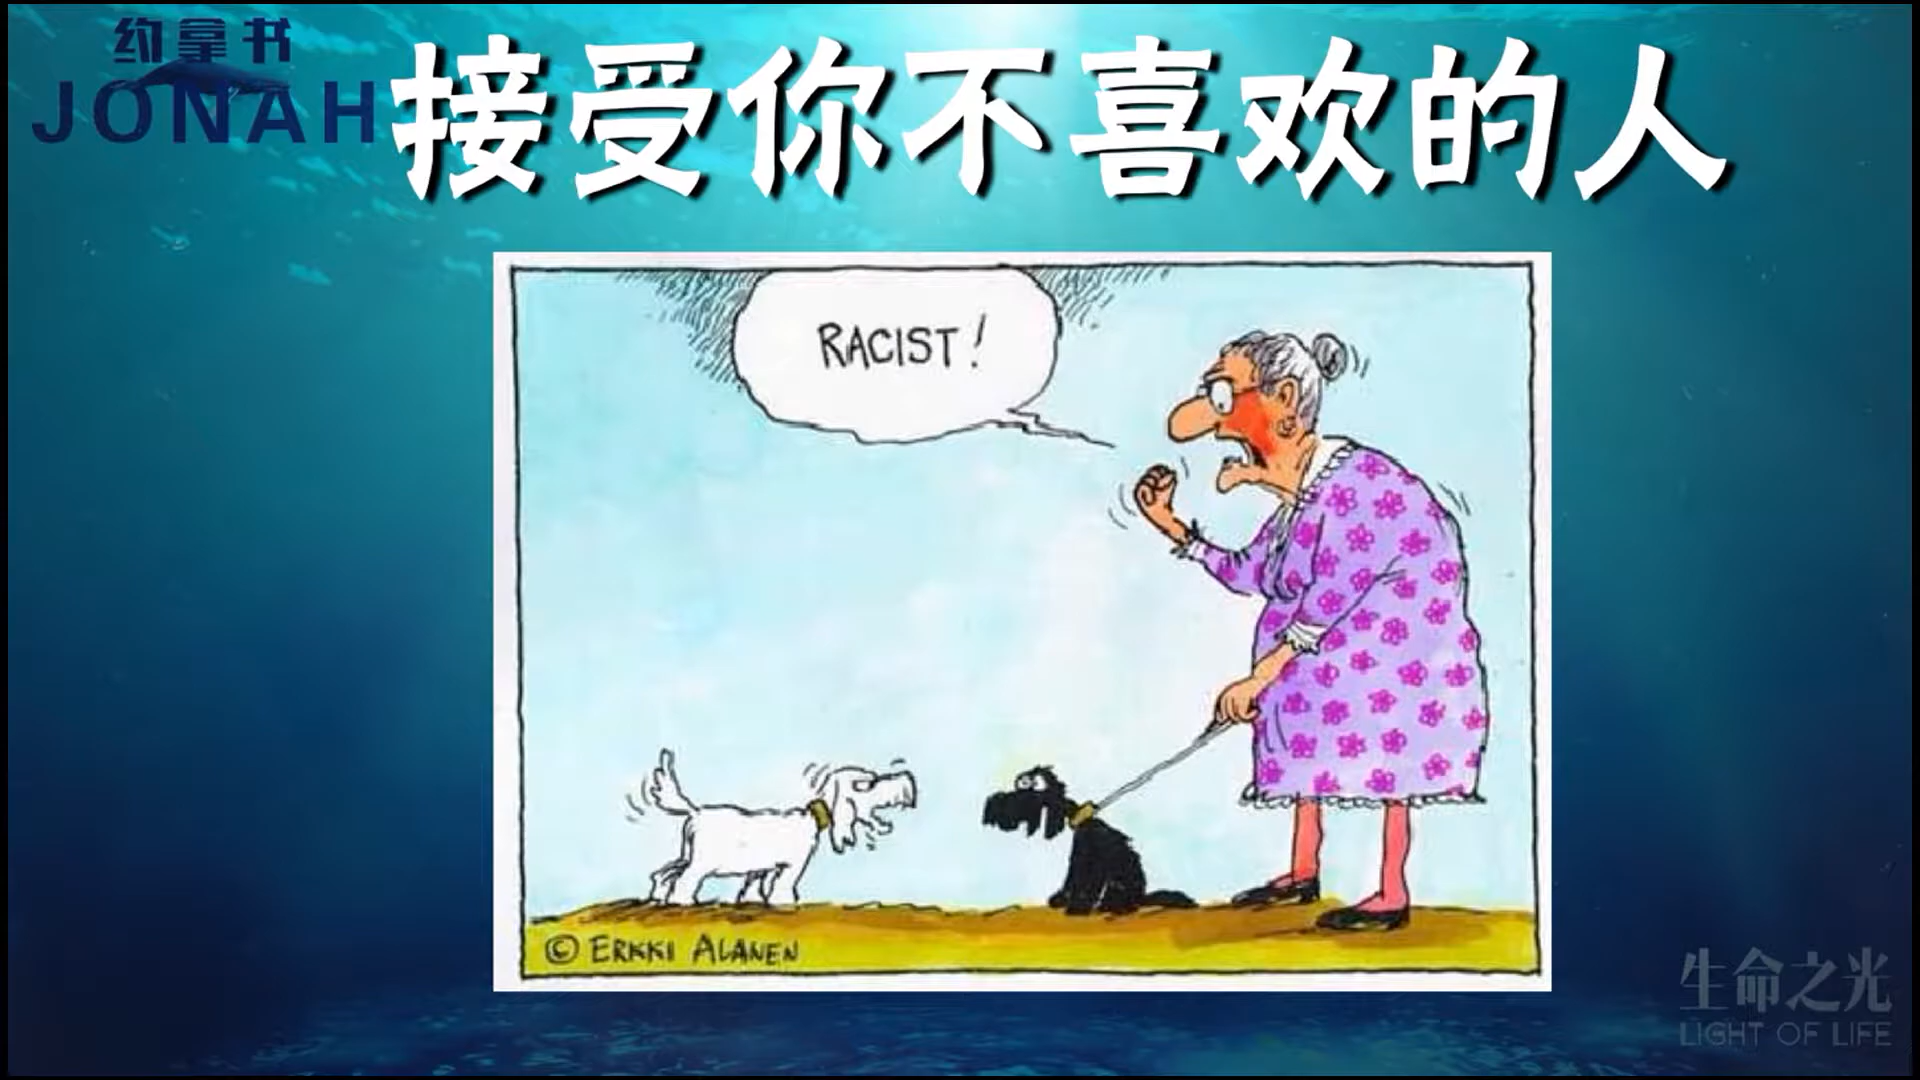 约拿书
JONAH
接受你不喜欢的人
RACIST!
© ERKKI ALANEN
生命之光
LIGHT OF LIFE